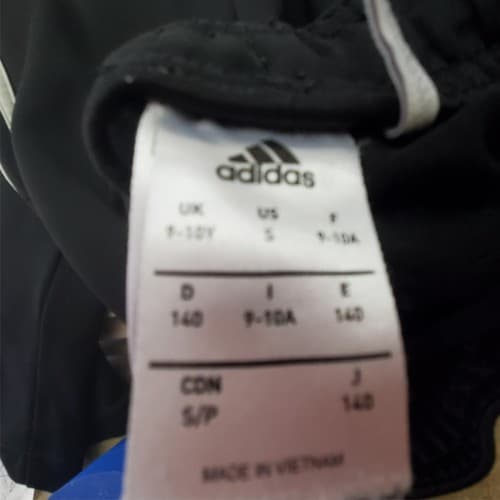 adidas
UK US F
9-10Y S 9-10A
D I E
140 9-10A 140
CDN J
S/P 140
MADE IN VIETNAM